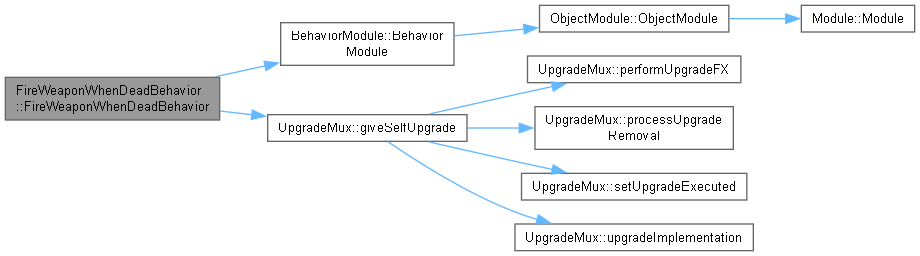 FireWeaponWhenDeadBehavior
::FireWeaponWhenDeadBehavior
BehaviorModule::Behavior
Module
ObjectModule::ObjectModule
Module::Module
UpgradeMux::giveSelfUpgrade
UpgradeMux::performUpgradeFX
UpgradeMux::processUpgrade
Removal
UpgradeMux::setUpgradeExecuted
UpgradeMux::upgradeImplementation